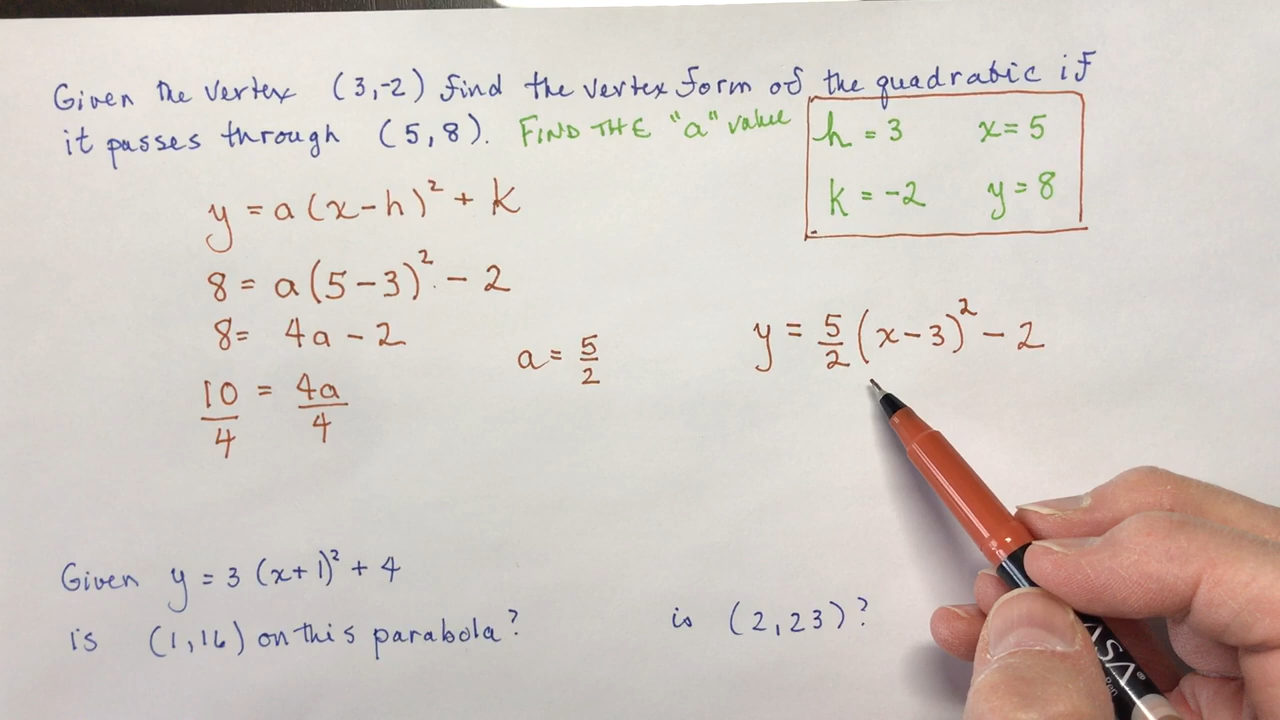 Given the vertex (3,-2) find the vertex form of the quadratic if
it passes through (5,8). FIND THE "a" value
h = 3 x = 5
k = -2 y = 8
y = a(x-h)² + k
8 = a(5-3)² - 2
8 = 4a - 2
10/4 = 4a/4
a = 5/2
y = 5/2 (x-3)² - 2
Given y = 3 (x+1)² + 4
is (1,16) on this parabola?
is (2,23)?